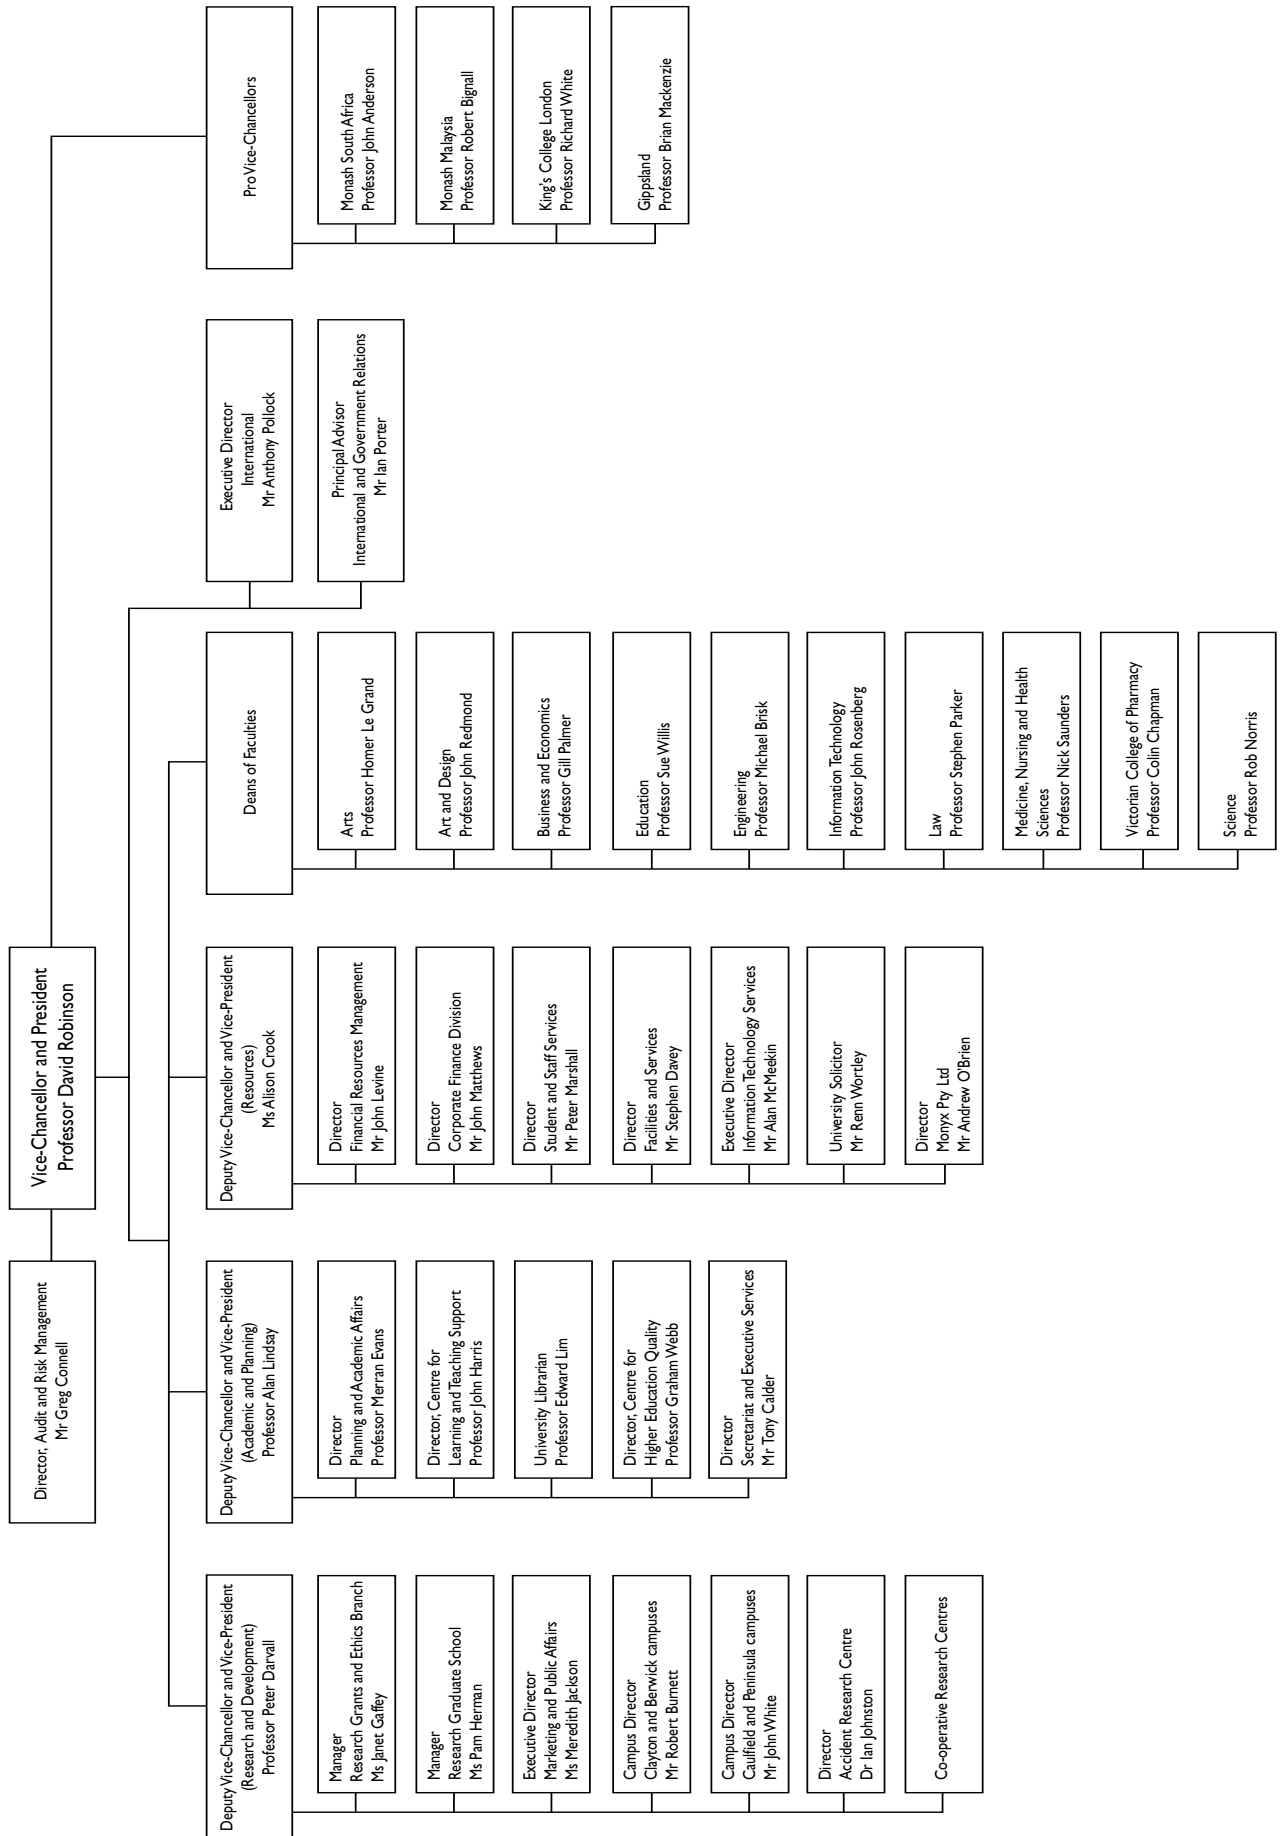 Director, Audit and Risk Management
Mr Greg Connell
Vice-Chancellor and President
Professor David Robinson
Deputy Vice-Chancellor and Vice-President
(Research and Development)
Professor Peter Darvall
Manager
Research Grants and Ethics Branch
Ms Janet Gaffey
Manager
Research Graduate School
Ms Pam Herman
Executive Director
Marketing and Public Affairs
Ms Meredith Jackson
Campus Director
Clayton and Berwick campuses
Mr Robert Burnett
Campus Director
Caulfield and Peninsula campuses
Mr John White
Director
Accident Research Centre
Dr Ian Johnston
Co-operative Research Centres
Deputy Vice-Chancellor and Vice-President
(Academic and Planning)
Professor Alan Lindsay
Director
Planning and Academic Affairs
Professor Merran Evans
Director, Centre for
Learning and Teaching Support
Professor John Harris
University Librarian
Professor Edward Lim
Director, Centre for
Higher Education Quality
Professor Graham Webb
Director
Secretariat and Executive Services
Mr Tony Calder
Deputy Vice-Chancellor and Vice-President
(Resources)
Ms Alison Crook
Director
Financial Resources Management
Mr John Levine
Director
Corporate Finance Division
Mr John Matthews
Director
Student and Staff Services
Mr Peter Marshall
Director
Facilities and Services
Mr Stephen Davey
Executive Director
Information Technology Services
Mr Alan McMeekin
University Solicitor
Mr Renn Wortley
Director
Monyx Pty Ltd
Mr Andrew O'Brien
Deans of Faculties
Arts
Professor Homer Le Grand
Art and Design
Professor John Redmond
Business and Economics
Professor Gill Palmer
Education
Professor Sue Willis
Engineering
Professor Michael Brisk
Information Technology
Professor John Rosenberg
Law
Professor Stephen Parker
Medicine, Nursing and Health
Sciences
Professor Nick Saunders
Victorian College of Pharmacy
Professor Colin Chapman
Science
Professor Rob Norris
Executive Director
International
Mr Anthony Pollock
Principal Advisor
International and Government Relations
Mr Ian Porter
Pro Vice-Chancellors
Monash South Africa
Professor John Anderson
Monash Malaysia
Professor Robert Bignall
King's College London
Professor Richard White
Gippsland
Professor Brian Mackenzie